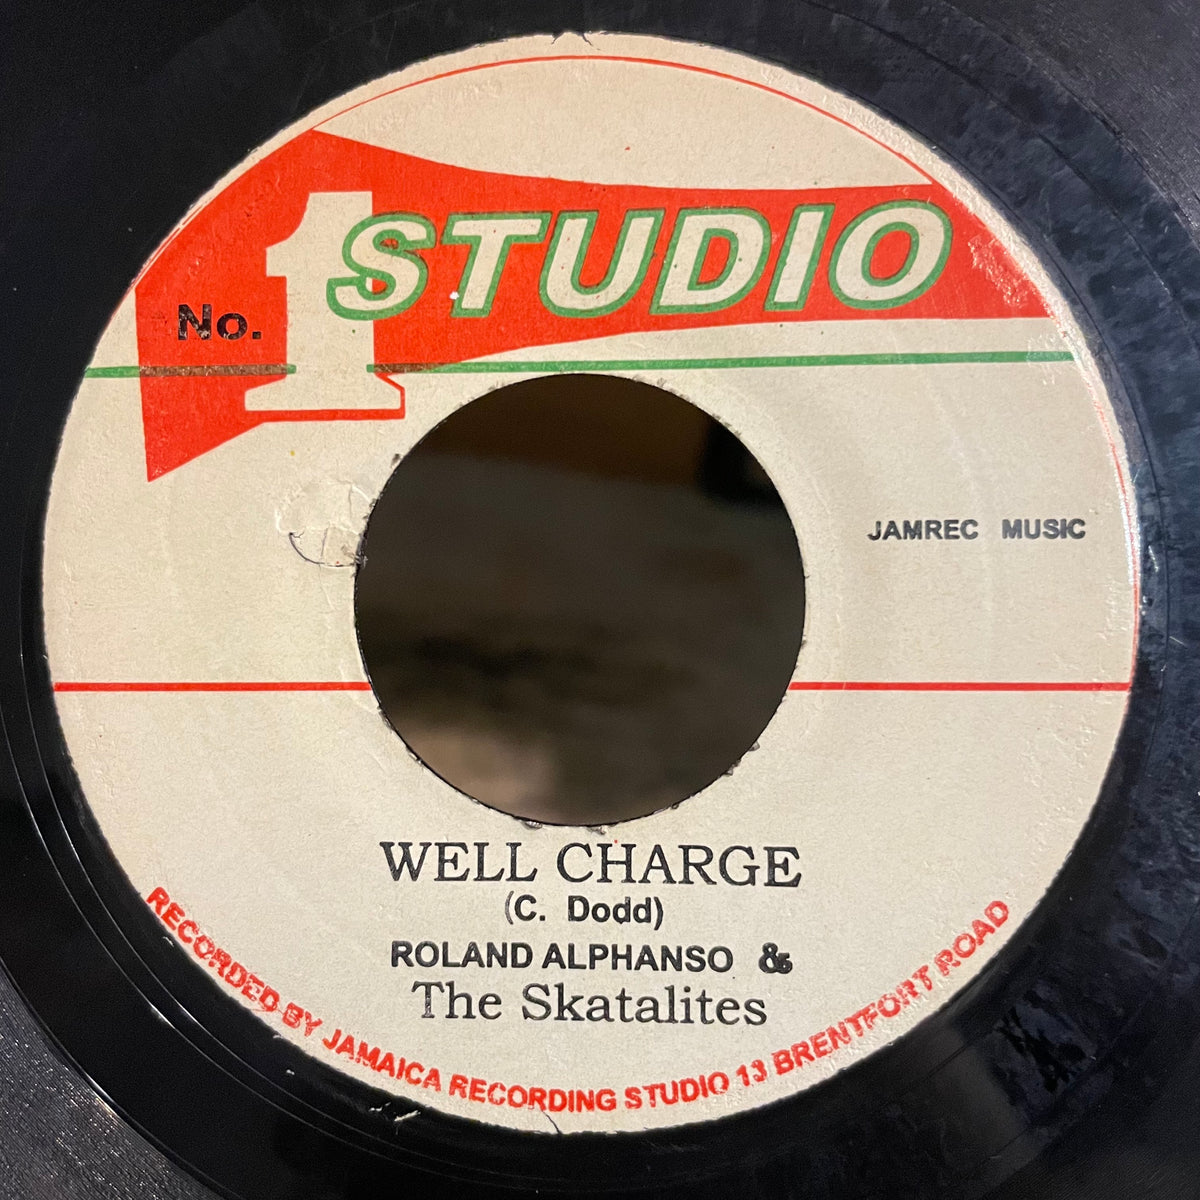 No. 1 STUDIO
JAMREC MUSIC
WELL CHARGE
(C. Dodd)
ROLAND ALPHANSO &
The Skatalites
RECORDED BY JAMAICA RECORDING STUDIO 13 BRENTFORT ROAD